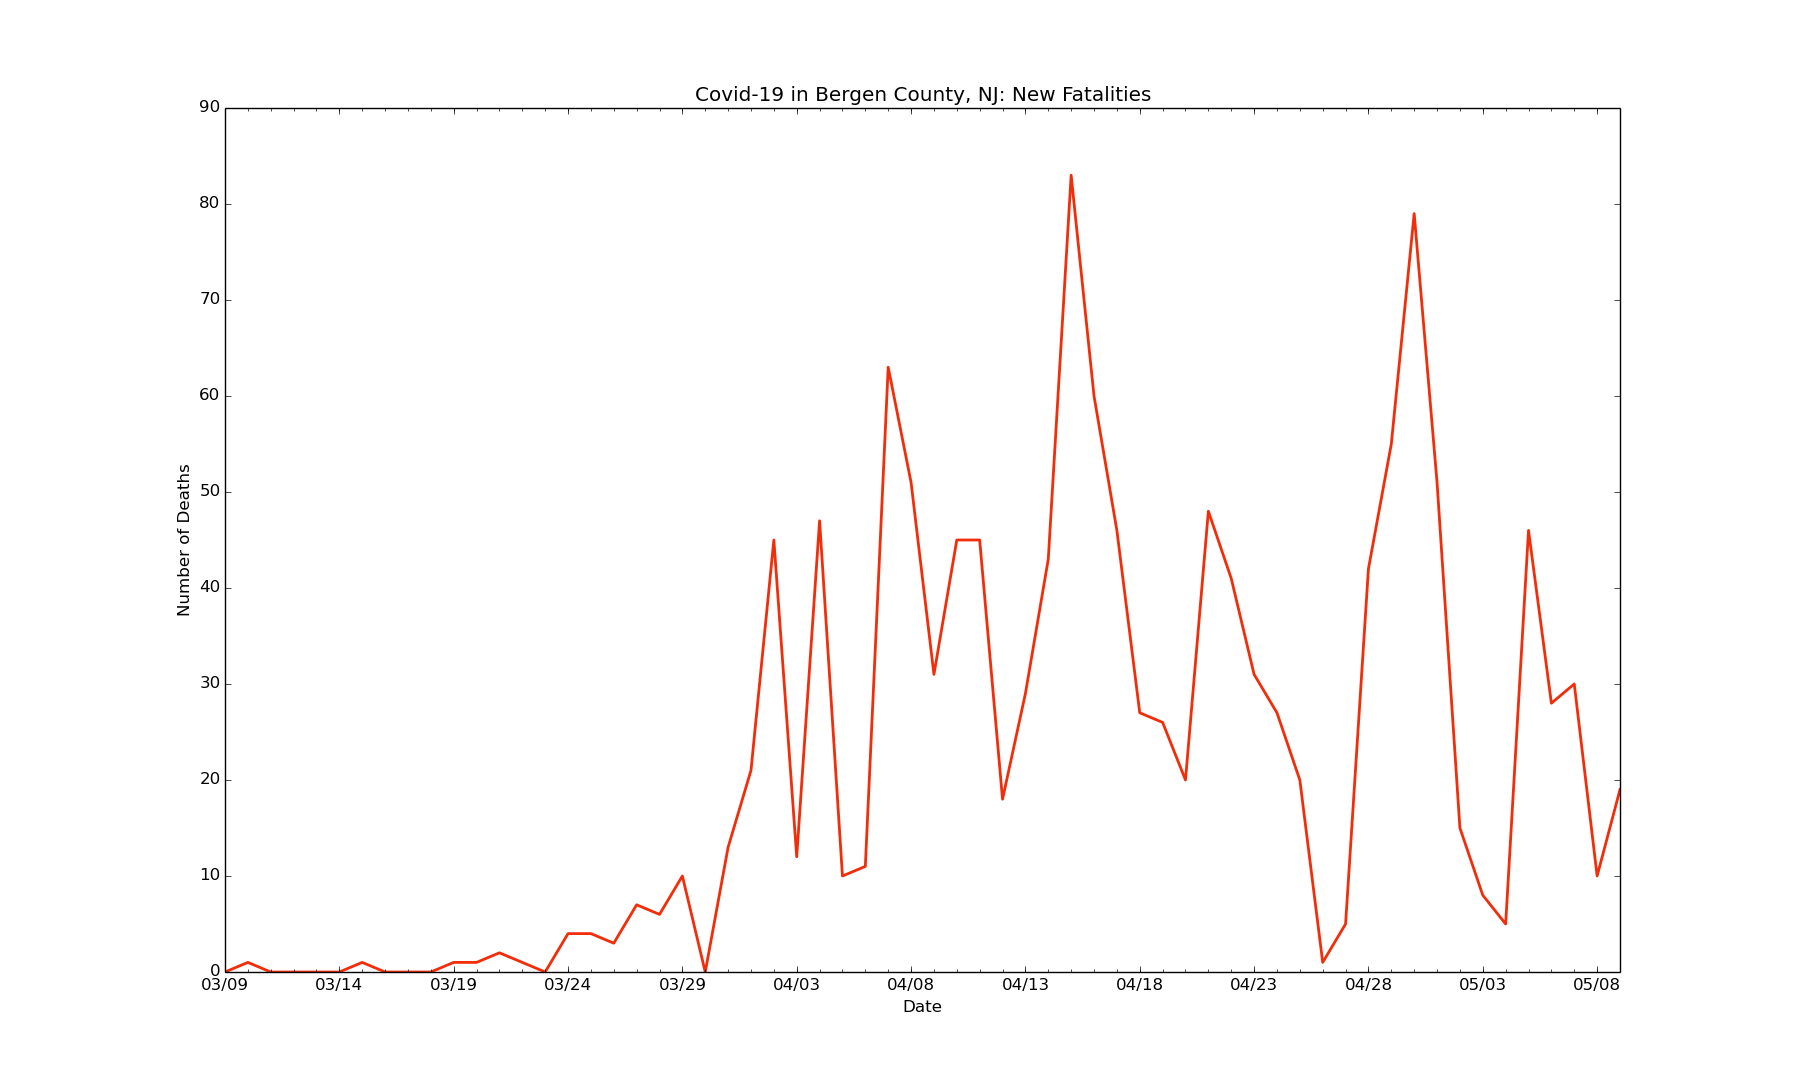 Covid-19 in Bergen County, NJ: New Fatalities
90
80
70
60
50
40
30
20
10
0
Number of Deaths
03/09 03/14 03/19 03/24 03/29 04/03 04/08 04/13 04/18 04/23 04/28 05/03 05/08
Date